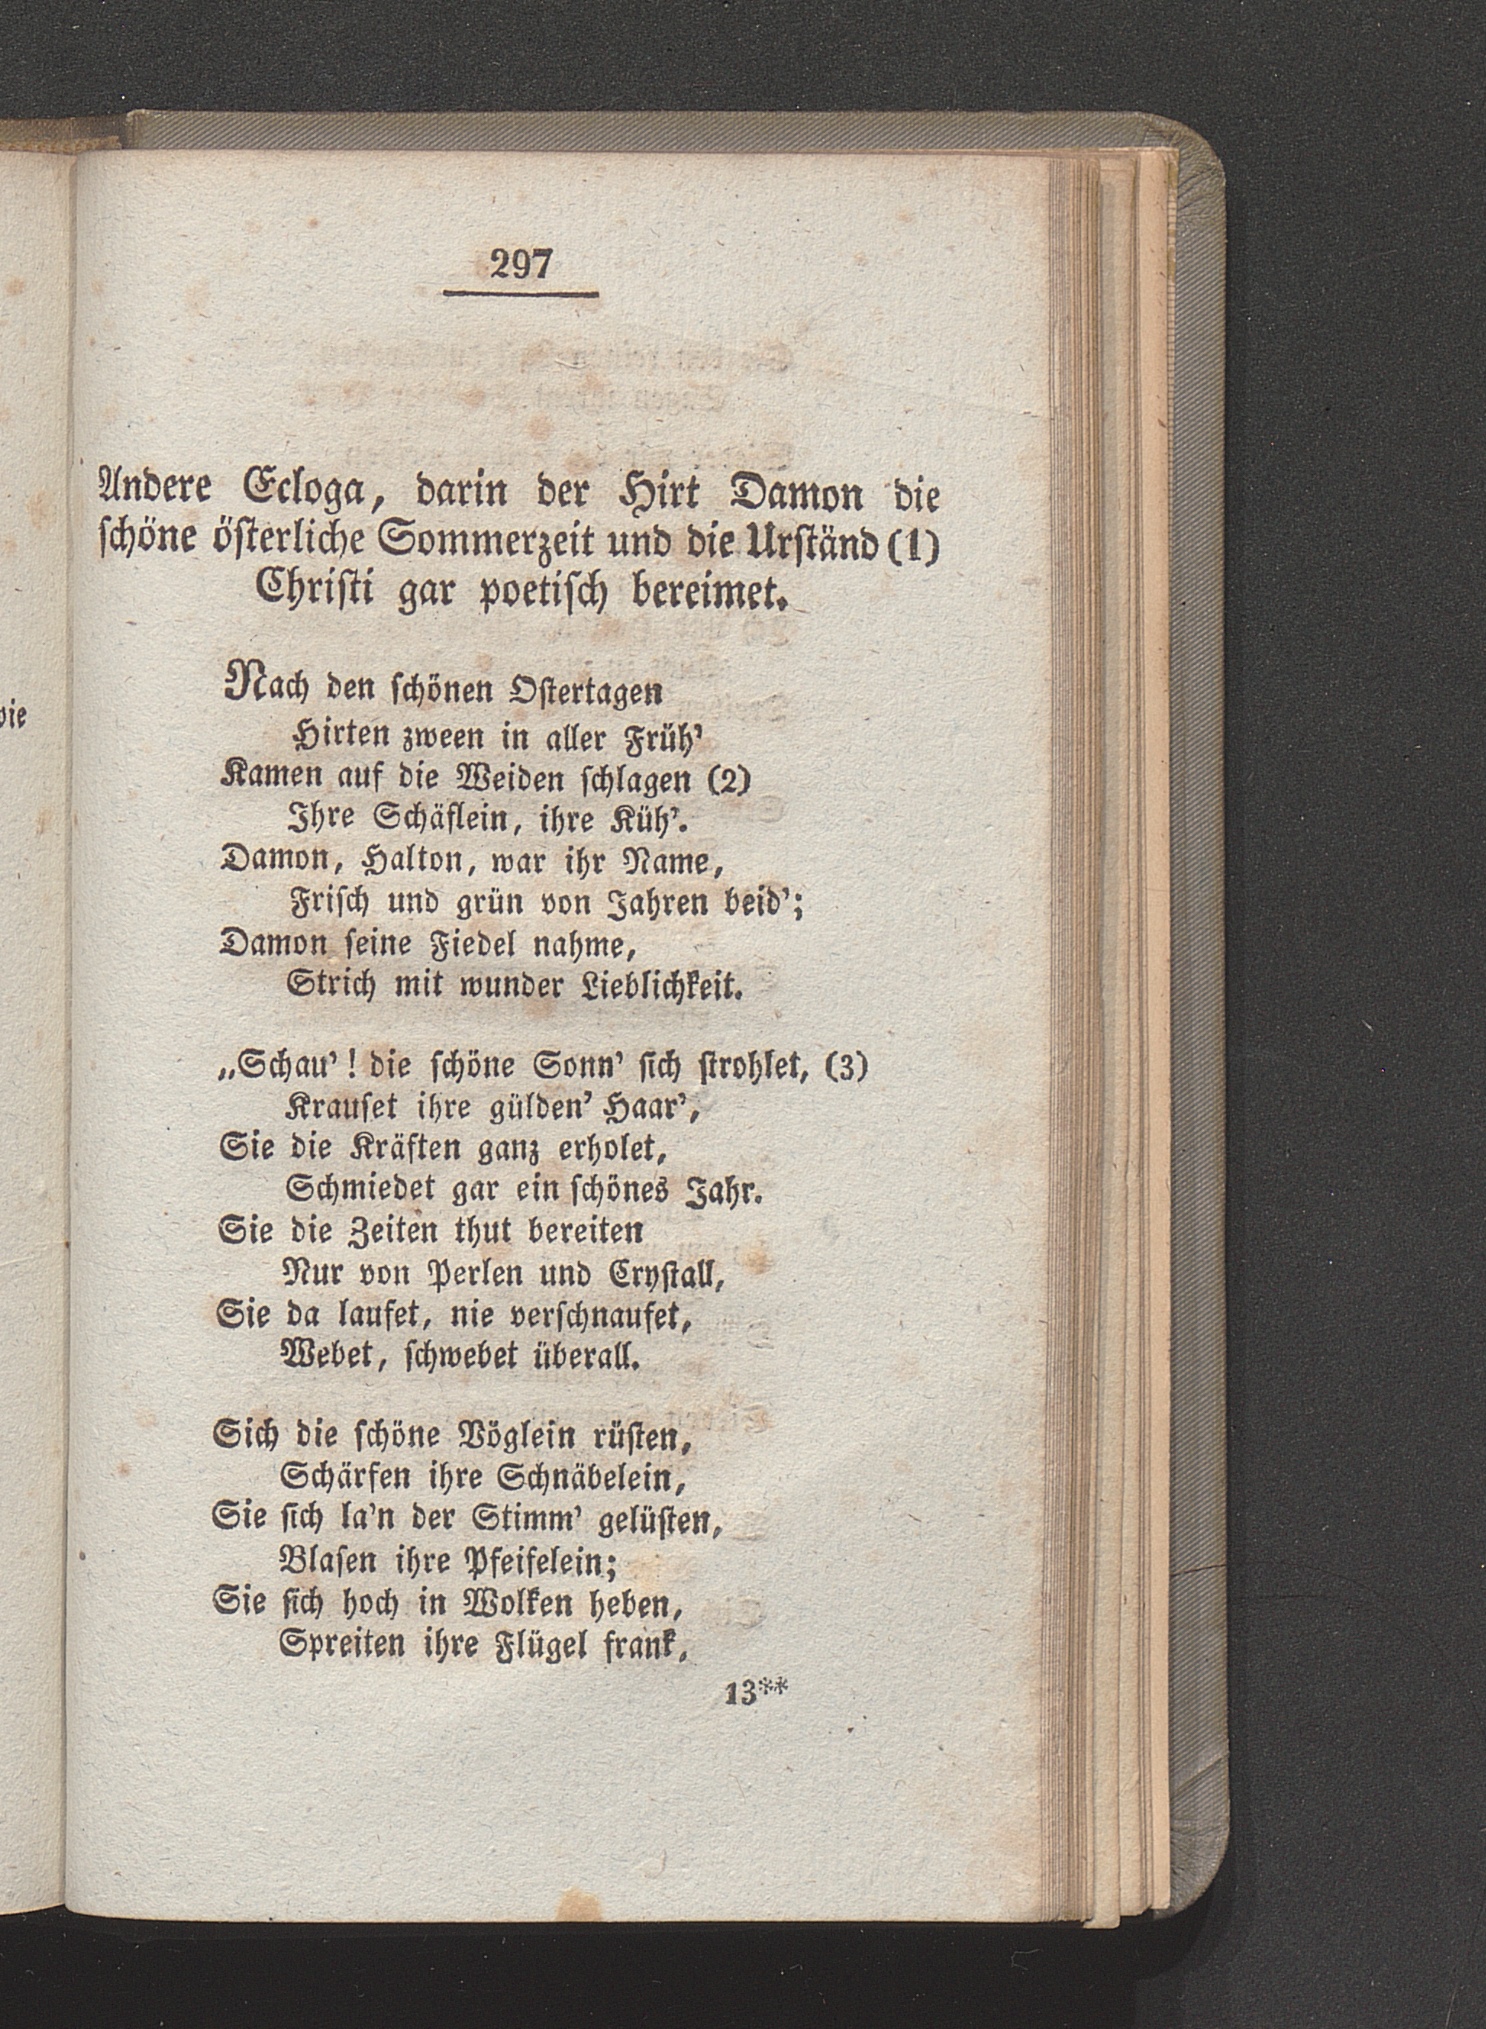 297
Andere Ecloga, darin der Hirt Damon die
ſchöne öſterliche Sommerzeit und die Urſtänd (1)
Chriſti gar poetiſch bereimet.
Nach den ſchönen Oſtertagen
Hirten zween in aller Früh’
Kamen auf die Weiden ſchlagen (2)
Ihre Schäflein, ihre Küh’.
Damon, Halton, war ihr Name,
Friſch und grün von Jahren beid’;
Damon ſeine Fiedel nahme,
Strich mit wunder Lieblichkeit.
„Schau’! die ſchöne Sonn’ ſich ſtrohlet, (3)
Krauſet ihre gülden’ Haar’,
Sie die Kräften ganz erholet,
Schmiedet gar ein ſchönes Jahr.
Sie die Zeiten thut bereiten
Nur von Perlen und Cryſtall,
Sie da laufet, nie verſchnaufet,
Webet, ſchwebet überall.
Sich die ſchöne Vöglein rüſten,
Schärfen ihre Schnäbelein,
Sie ſich la’n der Stimm’ gelüſten,
Blaſen ihre Pfeifelein;
Sie ſich hoch in Wolken heben,
Spreiten ihre Flügel frank,
13**